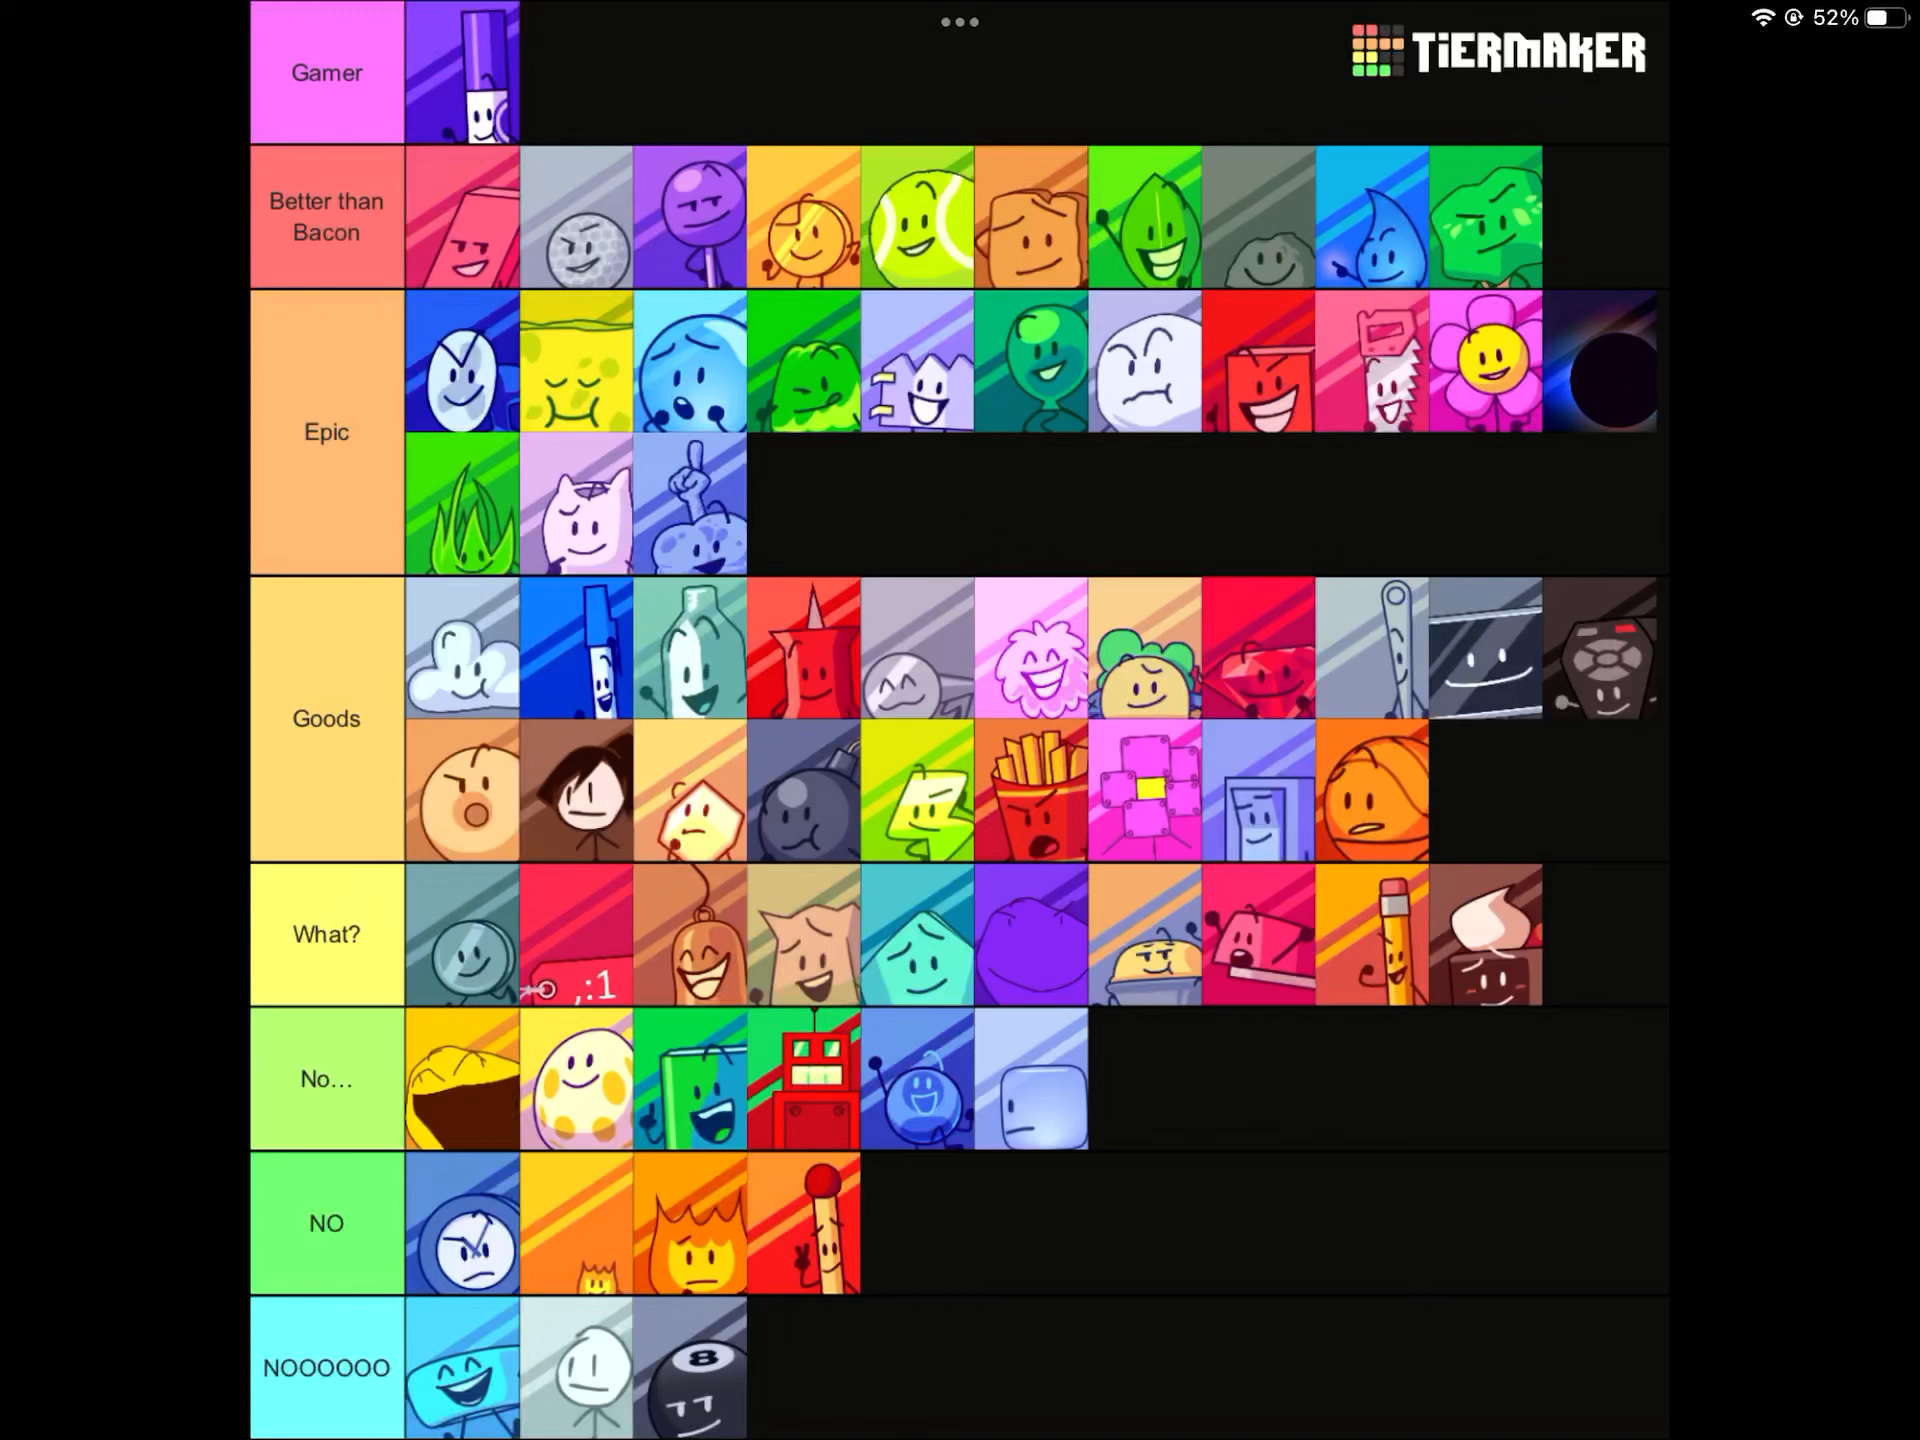 52%
TiERMAKER
Gamer
Better than
Bacon
Epic
Goods
What?
,:1
No...
NO
NOOOOOO
8